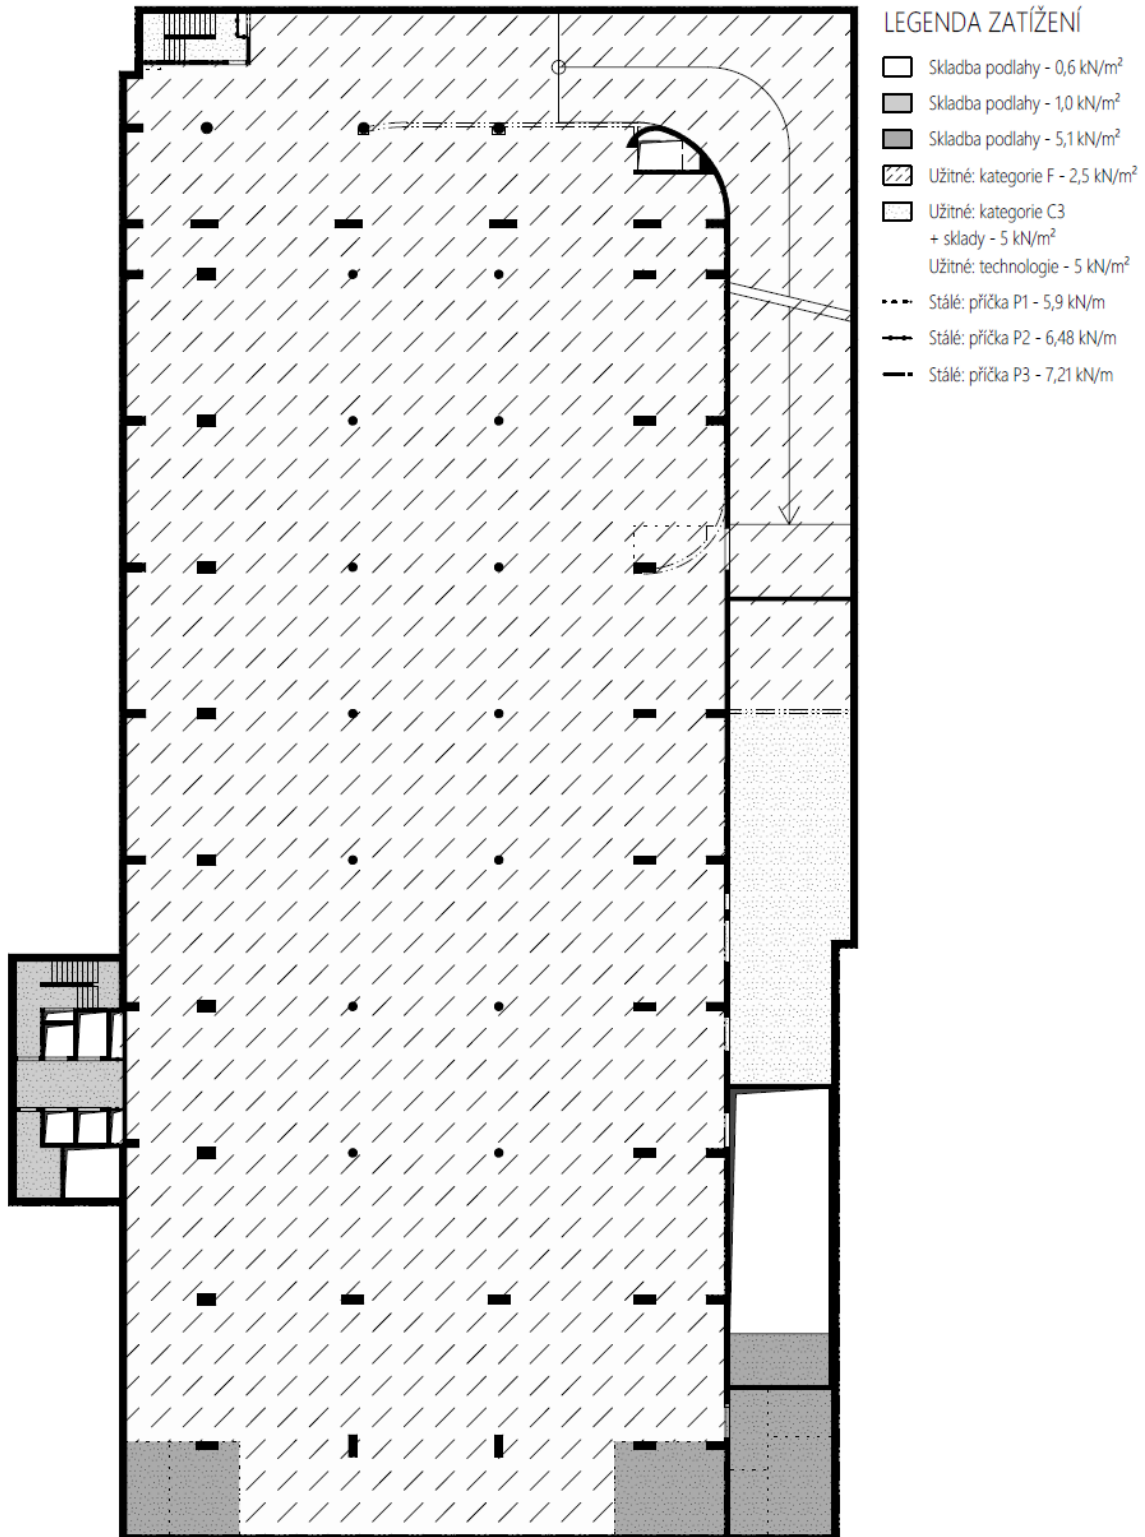 LEGENDA ZATÍŽENÍ
Skladba podlahy - 0,6 kN/m²
Skladba podlahy - 1,0 kN/m²
Skladba podlahy - 5,1 kN/m²
Užitné: kategorie F - 2,5 kN/m²
Užitné: kategorie C3
+ sklady - 5 kN/m²
Užitné: technologie - 5 kN/m²
Stálé: příčka P1 - 5,9 kN/m
Stálé: příčka P2 - 6,48 kN/m
Stálé: příčka P3 - 7,21 kN/m